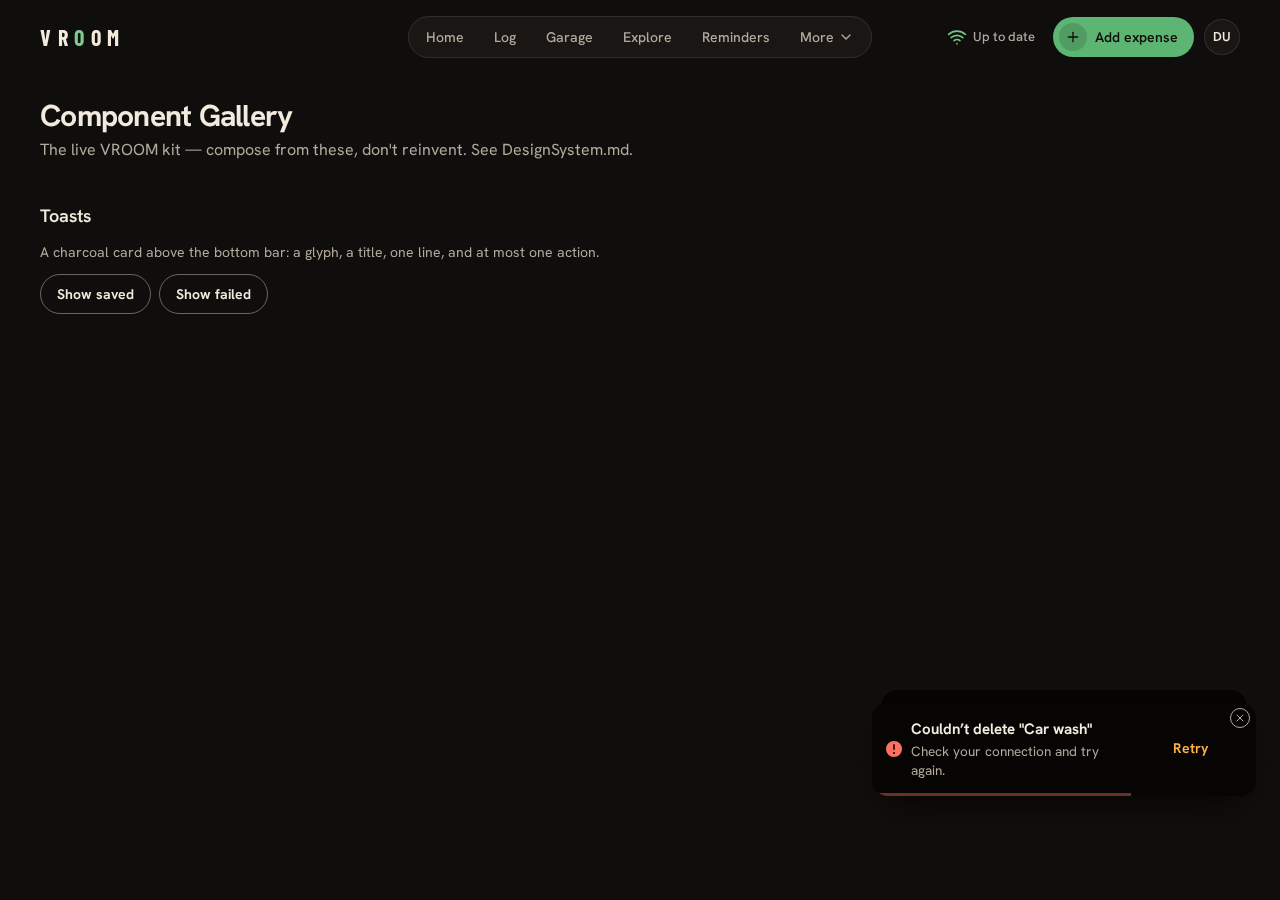 VROOM
Home Log Garage Explore Reminders More
Up to date
Add expense
DU
Component Gallery
The live VROOM kit — compose from these, don't reinvent. See DesignSystem.md.
Toasts
A charcoal card above the bottom bar: a glyph, a title, one line, and at most one action.
Show saved Show failed
Couldn’t delete "Car wash"
Check your connection and try
again.
Retry